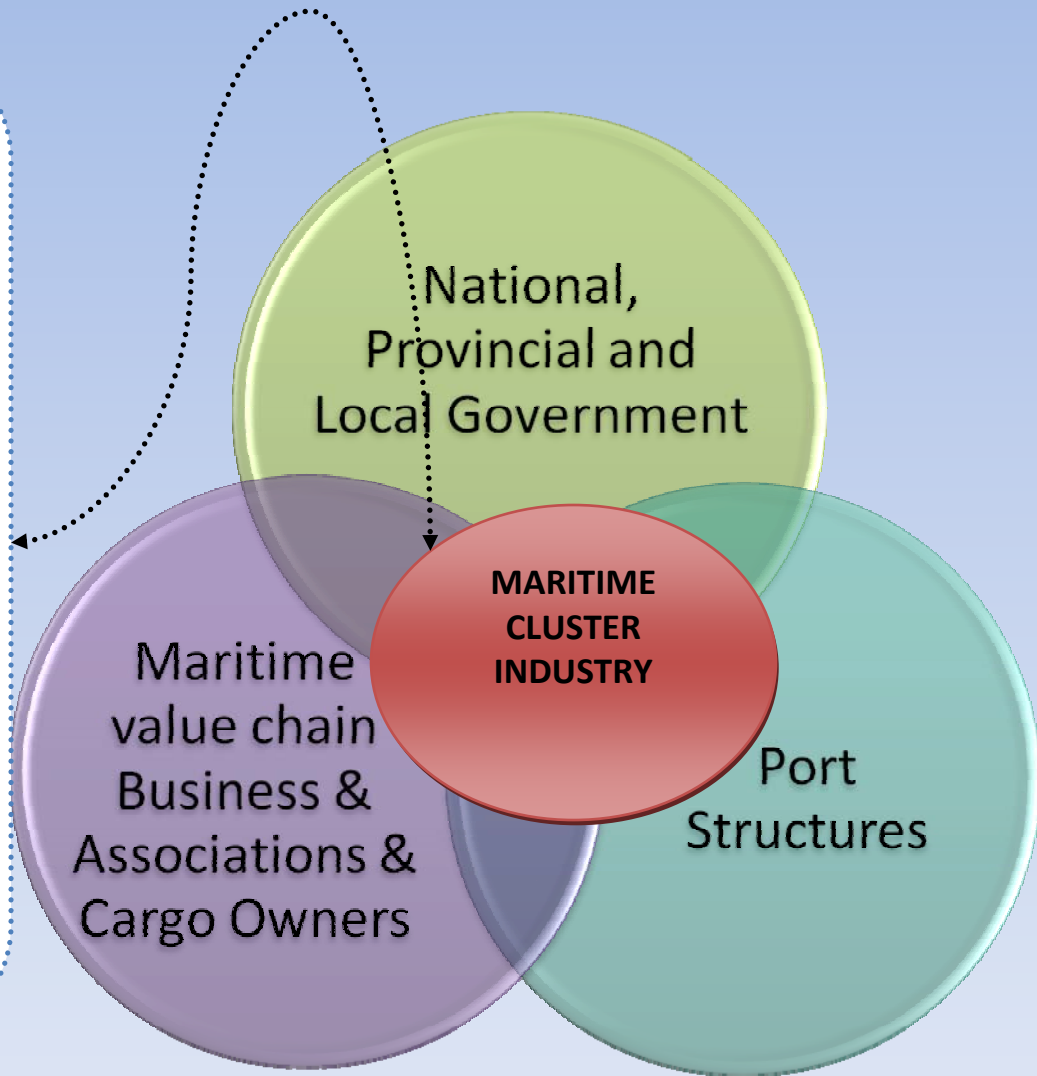 National,
Provincial and
Local Government
MARITIME
CLUSTER
INDUSTRY
Maritime
value chain
Business &
Associations &
Cargo Owners
Port
Structures